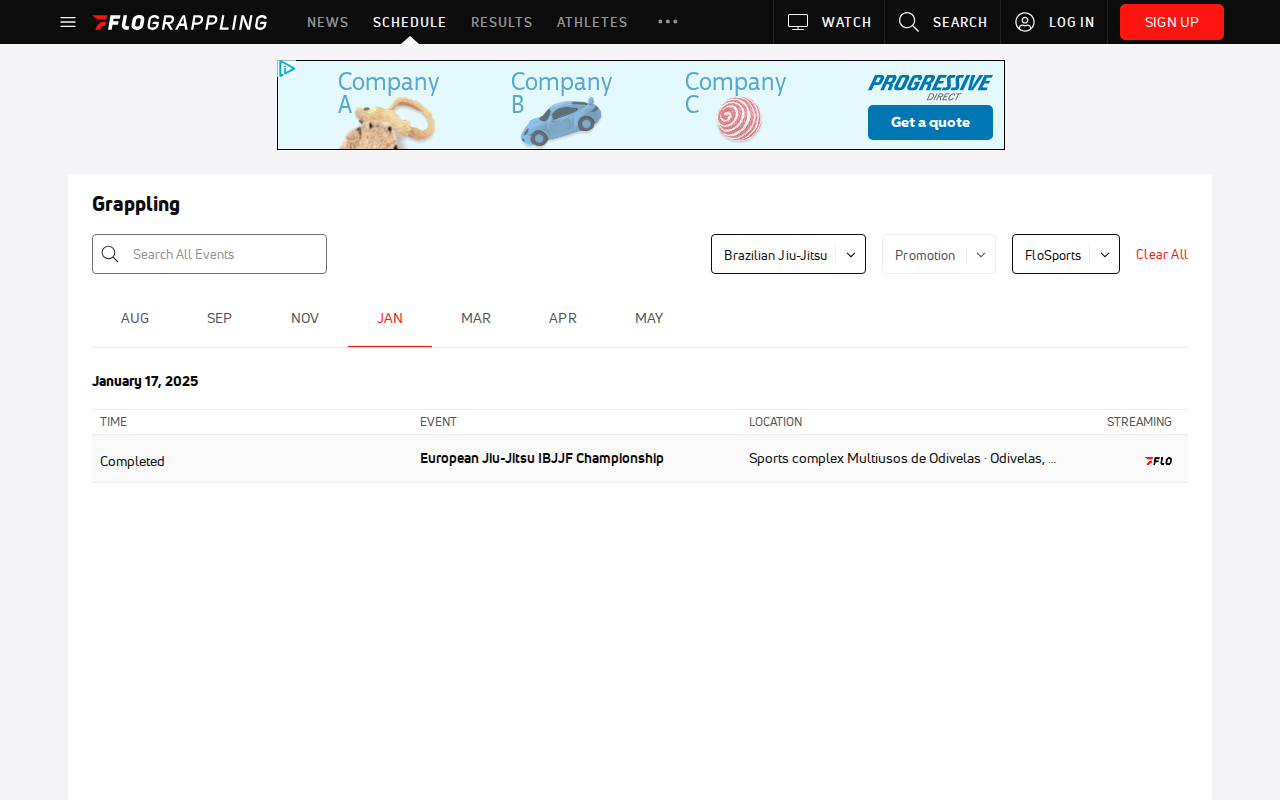 FLOGRAPPLING NEWS SCHEDULE RESULTS ATHLETES WATCH SEARCH LOG IN SIGN UP
Company A Company B Company C PROGRESSIVE DIRECT Get a quote
Grappling
Search All Events Brazilian Jiu-Jitsu Promotion FloSports Clear All
AUG SEP NOV JAN MAR APR MAY
January 17, 2025
TIME EVENT LOCATION STREAMING
Completed European Jiu-Jitsu IBJJF Championship Sports complex Multiusos de Odivelas · Odivelas, ... FLO